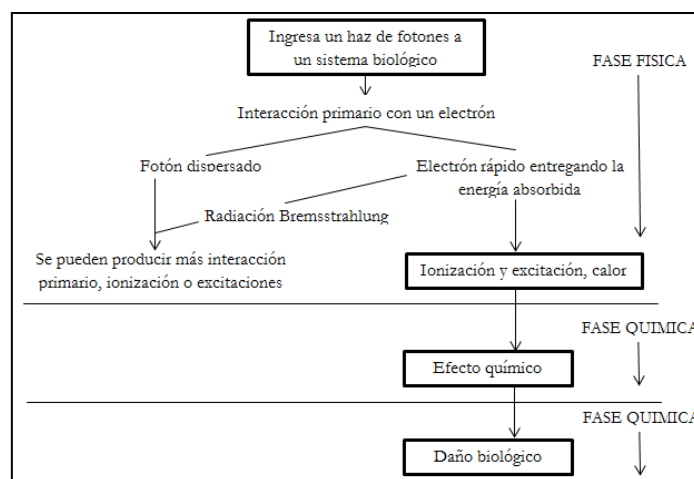 Ingresa un haz de fotones a
un sistema biológico
FASE FISICA
Interacción primario con un electrón
Fotón dispersado
Electrón rápido entregando la
energía absorbida
Radiación Bremsstrahlung
Se pueden producir más interacción
primario, ionización o excitaciones
Ionización y excitación, calor
FASE QUIMICA
Efecto químico
FASE QUIMICA
Daño biológico